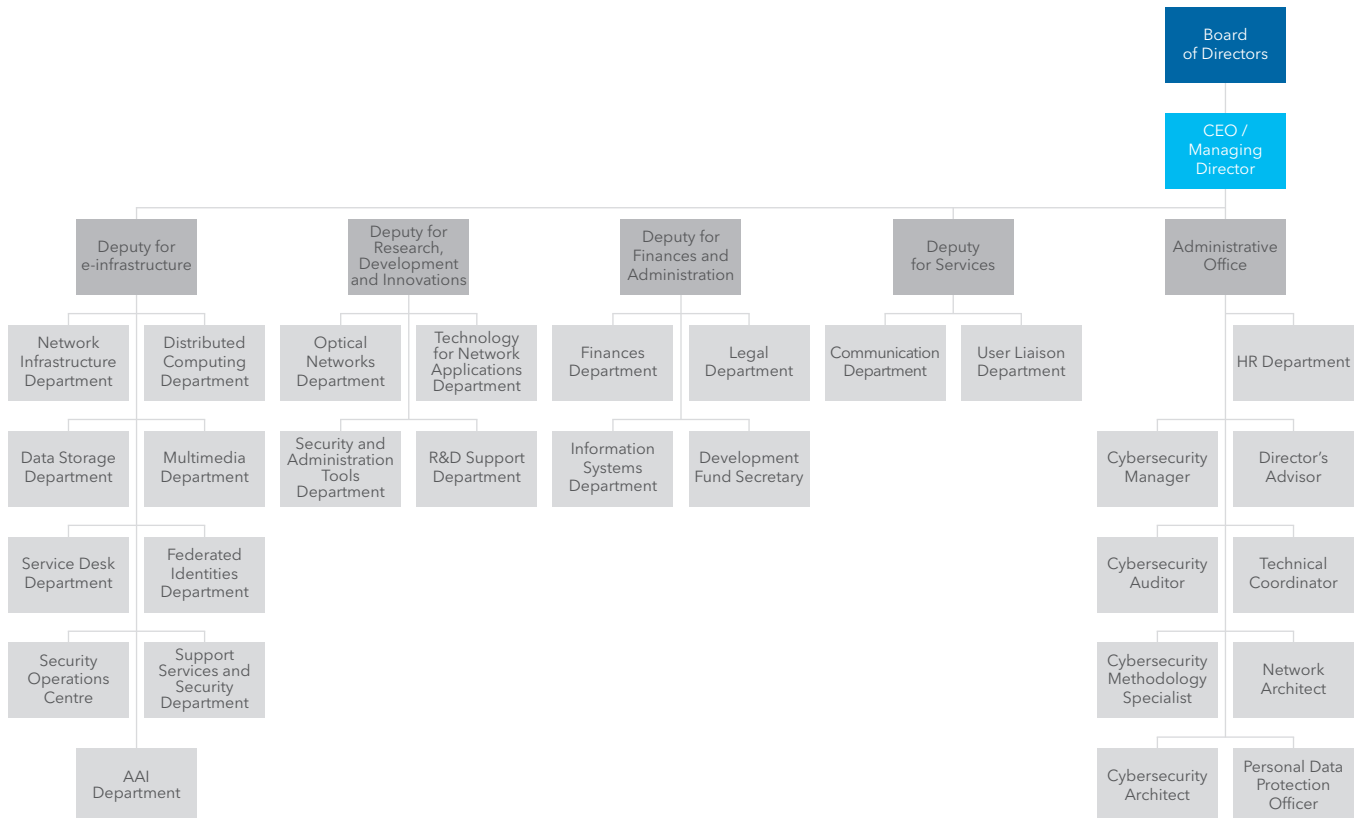 Board
of Directors
CEO /
Managing
Director
Deputy for
e-infrastructure
Deputy for
Research,
Development
and Innovations
Deputy for
Finances and
Administration
Deputy
for Services
Administrative
Office
Network
Infrastructure
Department
Distributed
Computing
Department
Optical
Networks
Department
Technology
for Network
Applications
Department
Finances
Department
Legal
Department
Communication
Department
User Liaison
Department
HR Department
Data Storage
Department
Multimedia
Department
Security and
Administration
Tools
Department
R&D Support
Department
Information
Systems
Department
Development
Fund Secretary
Cybersecurity
Manager
Director’s
Advisor
Service Desk
Department
Federated
Identities
Department
Cybersecurity
Auditor
Technical
Coordinator
Security
Operations
Centre
Support
Services and
Security
Department
Cybersecurity
Methodology
Specialist
Network
Architect
AAI
Department
Cybersecurity
Architect
Personal Data
Protection
Officer